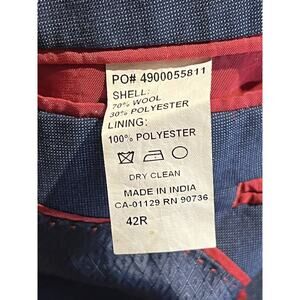 PO# 4900055811
SHELL:
70% WOOL
30% POLYESTER
LINING:
100% POLYESTER
DRY CLEAN
MADE IN INDIA
CA-01129 RN 90736
42R